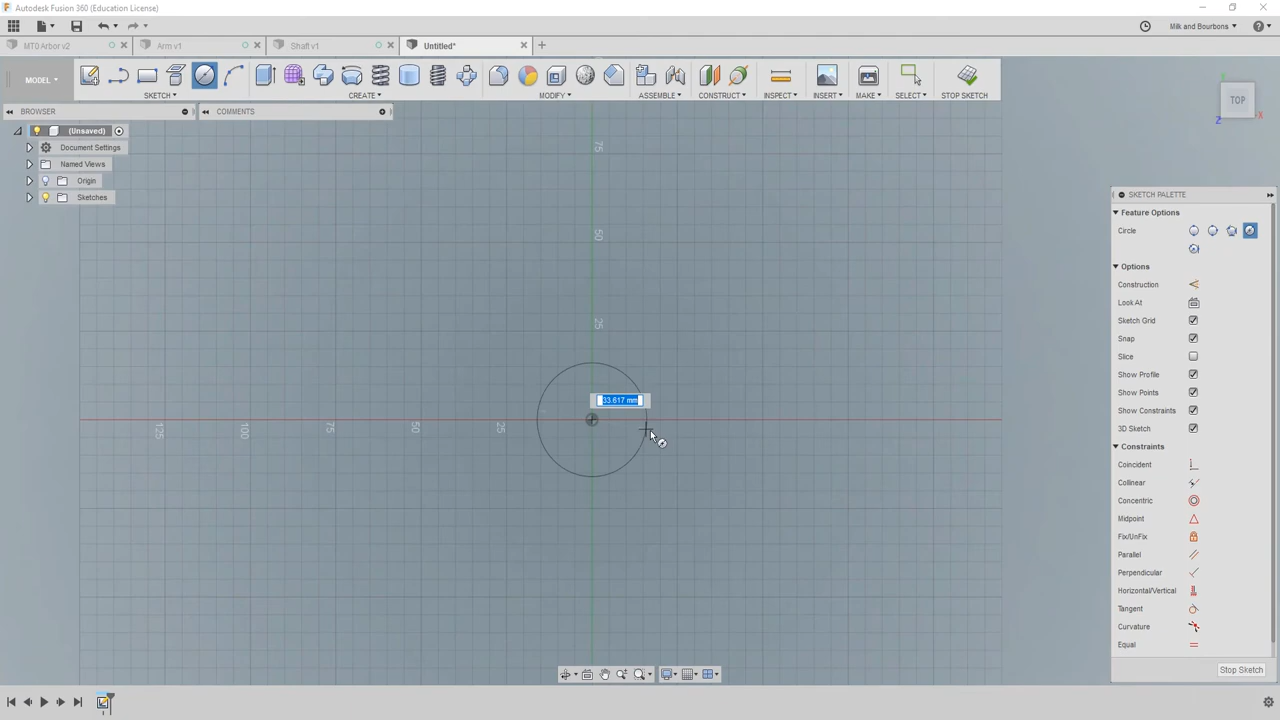 Autodesk Fusion 360 (Education License)
Milk and Bourbons
MT0 Arbor v2
Arm v1
Shaft v1
Untitled*
MODEL
SKETCH
CREATE
MODIFY
ASSEMBLE
CONSTRUCT
INSPECT
INSERT
MAKE
SELECT
STOP SKETCH
BROWSER
COMMENTS
(Unsaved)
Document Settings
Named Views
Origin
Sketches
TOP
X
Z
75
50
25
33.617 mm
125
100
75
50
25
SKETCH PALETTE
Feature Options
Circle
Options
Construction
Look At
Sketch Grid
Snap
Slice
Show Profile
Show Points
Show Constraints
3D Sketch
Constraints
Coincident
Collinear
Concentric
Midpoint
Fix/UnFix
Parallel
Perpendicular
Horizontal/Vertical
Tangent
Curvature
Equal
Stop Sketch